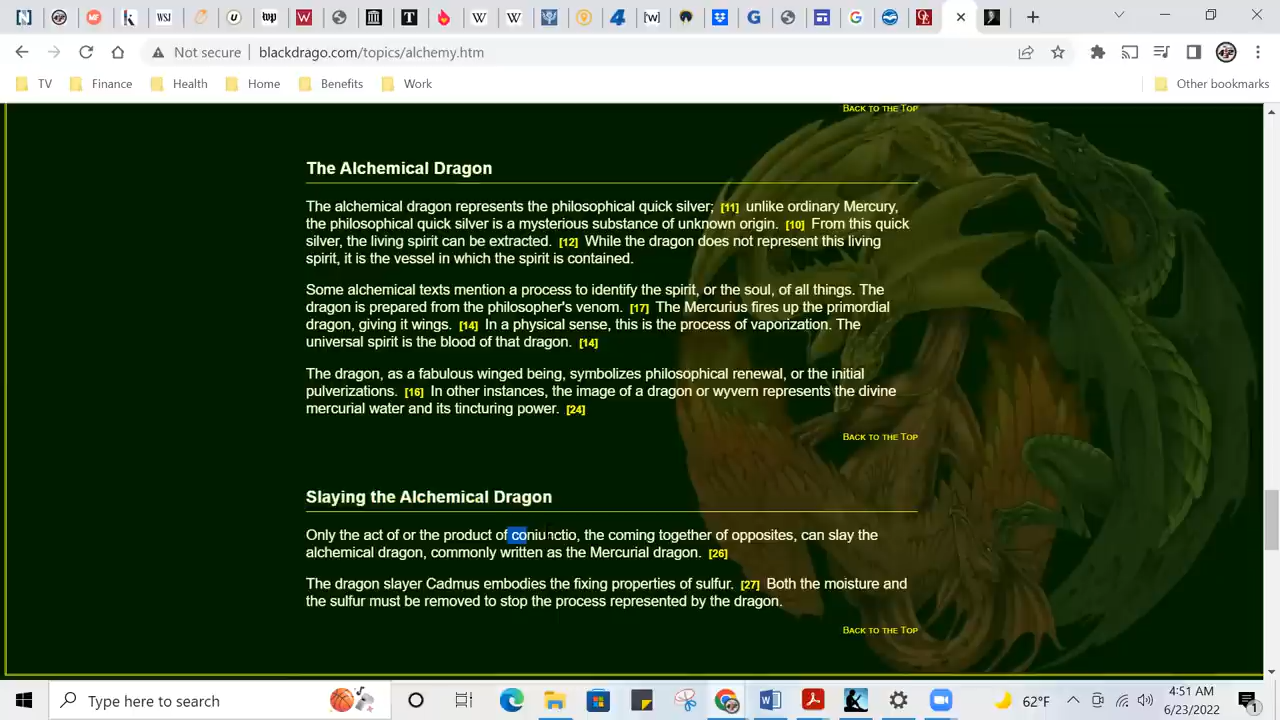 Not secure
blackdrago.com/topics/alchemy.htm
TV
Finance
Health
Home
Benefits
Work
Other bookmarks
BACK TO THE TOP
The Alchemical Dragon
The alchemical dragon represents the philosophical quick silver; [11] unlike ordinary Mercury,
the philosophical quick silver is a mysterious substance of unknown origin. [10] From this quick
silver, the living spirit can be extracted. [12] While the dragon does not represent this living
spirit, it is the vessel in which the spirit is contained.
Some alchemical texts mention a process to identify the spirit, or the soul, of all things. The
dragon is prepared from the philosopher's venom. [17] The Mercurius fires up the primordial
dragon, giving it wings. [14] In a physical sense, this is the process of vaporization. The
universal spirit is the blood of that dragon. [14]
The dragon, as a fabulous winged being, symbolizes philosophical renewal, or the initial
pulverizations. [16] In other instances, the image of a dragon or wyvern represents the divine
mercurial water and its tincturing power. [24]
BACK TO THE TOP
Slaying the Alchemical Dragon
Only the act of or the product of coniunctio, the coming together of opposites, can slay the
alchemical dragon, commonly written as the Mercurial dragon. [26]
The dragon slayer Cadmus embodies the fixing properties of sulfur. [27] Both the moisture and
the sulfur must be removed to stop the process represented by the dragon.
BACK TO THE TOP
Type here to search
62°F
4:51 AM
6/23/2022
1